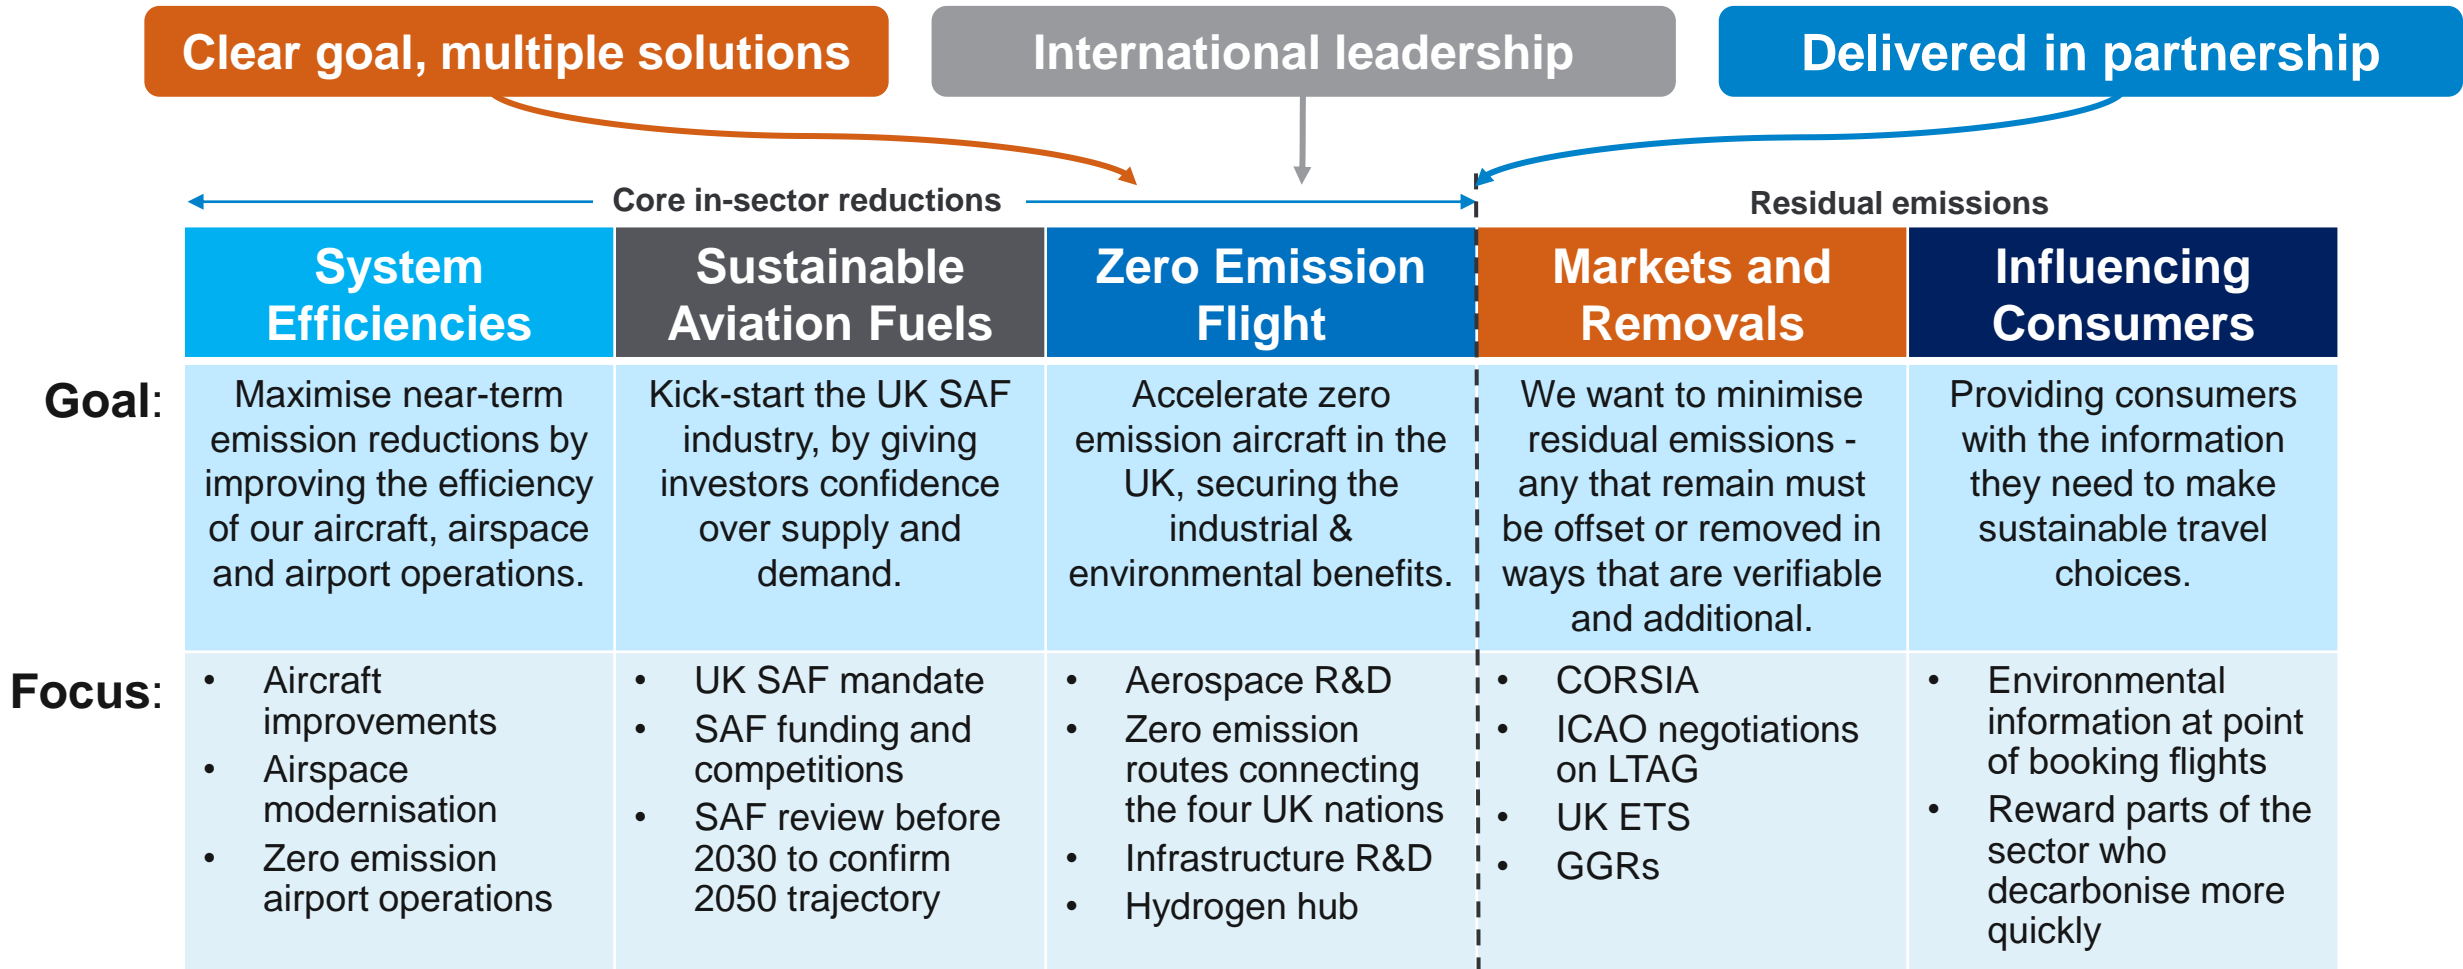 Clear goal, multiple solutions
International leadership
Delivered in partnership
Core in-sector reductions
Residual emissions
System
Efficiencies
Sustainable
Aviation Fuels
Zero Emission
Flight
Markets and
Removals
Influencing
Consumers
Goal:
Maximise near-term
emission reductions by
improving the efficiency
of our aircraft, airspace
and airport operations.
Kick-start the UK SAF
industry, by giving
investors confidence
over supply and
demand.
Accelerate zero
emission aircraft in the
UK, securing the
industrial &
environmental benefits.
We want to minimise
residual emissions -
any that remain must
be offset or removed in
ways that are verifiable
and additional.
Providing consumers
with the information
they need to make
sustainable travel
choices.
Focus:
• Aircraft
improvements
• Airspace
modernisation
• Zero emission
airport operations
• UK SAF mandate
• SAF funding and
competitions
• SAF review before
2030 to confirm
2050 trajectory
• Aerospace R&D
• Zero emission
routes connecting
the four UK nations
• Infrastructure R&D
• Hydrogen hub
• CORSIA
• ICAO negotiations
on LTAG
• UK ETS
• GGRs
• Environmental
information at point
of booking flights
• Reward parts of the
sector who
decarbonise more
quickly